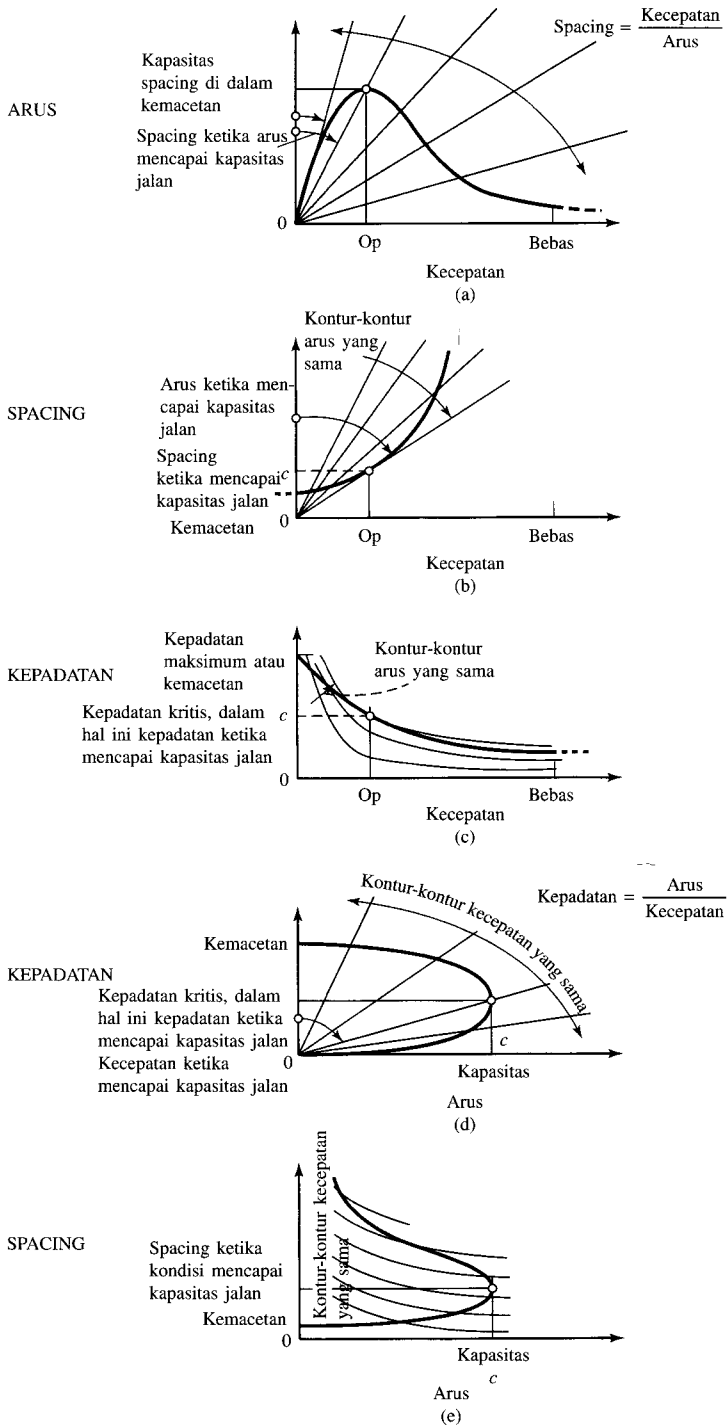 Spacing = Kecepatan
Arus
Kapasitas
spacing di dalam
kemacetan
ARUS
Spacing ketika arus
mencapai kapasitas
jalan
0
Op
Bebas
Kecepatan
(a)
Kontur-kontur
arus yang
sama
Arus ketika men-
capai kapasitas
jalan
SPACING
Spacing
ketika mencapai
c
kapasitas jalan
Kemacetan
0
Op
Bebas
Kecepatan
(b)
Kepadatan
maksimum atau
kemacetan
Kontur-kontur
arus yang sama
KEPADATAN
Kepadatan kritis, dalam
hal ini kepadatan ketika
mencapai kapasitas jalan
c
0
Op
Bebas
Kecepatan
(c)
Kontur-kontur kecepatan yang sama
Kepadatan = Arus
Kecepatan
Kemacetan
KEPADATAN
Kepadatan kritis, dalam
hal ini kepadatan ketika
mencapai kapasitas jalan
c
0
Kecepatan ketika
mencapai kapasitas jalan
Kapasitas
Arus
(d)
Kontur-kontur kecepatan
yang sama
SPACING
Spacing ketika
kondisi mencapai
kapasitas jalan
Kemacetan
0
Kapasitas
c
Arus
(e)